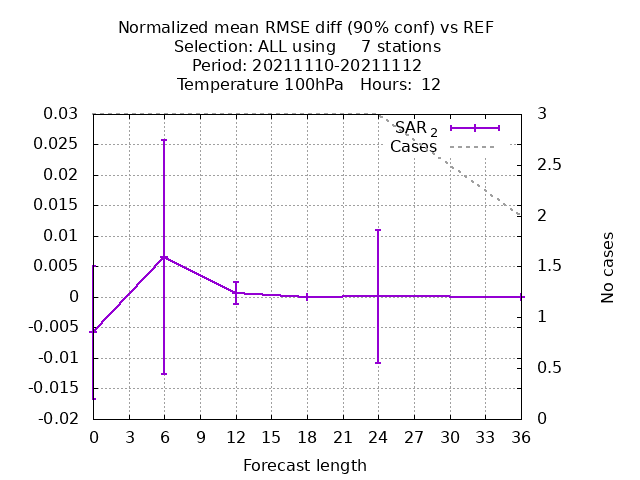 Normalized mean RMSE diff (90% conf) vs REF
Selection: ALL using 7 stations
Period: 20211110-20211112
Temperature 100hPa Hours: 12
0.03
0.025
0.02
0.015
0.01
0.005
0
-0.005
-0.01
-0.015
-0.02
SAR 2
Cases
3
2.5
2
1.5
1
0.5
0
No cases
0 3 6 9 12 15 18 21 24 27 30 33 36
Forecast length